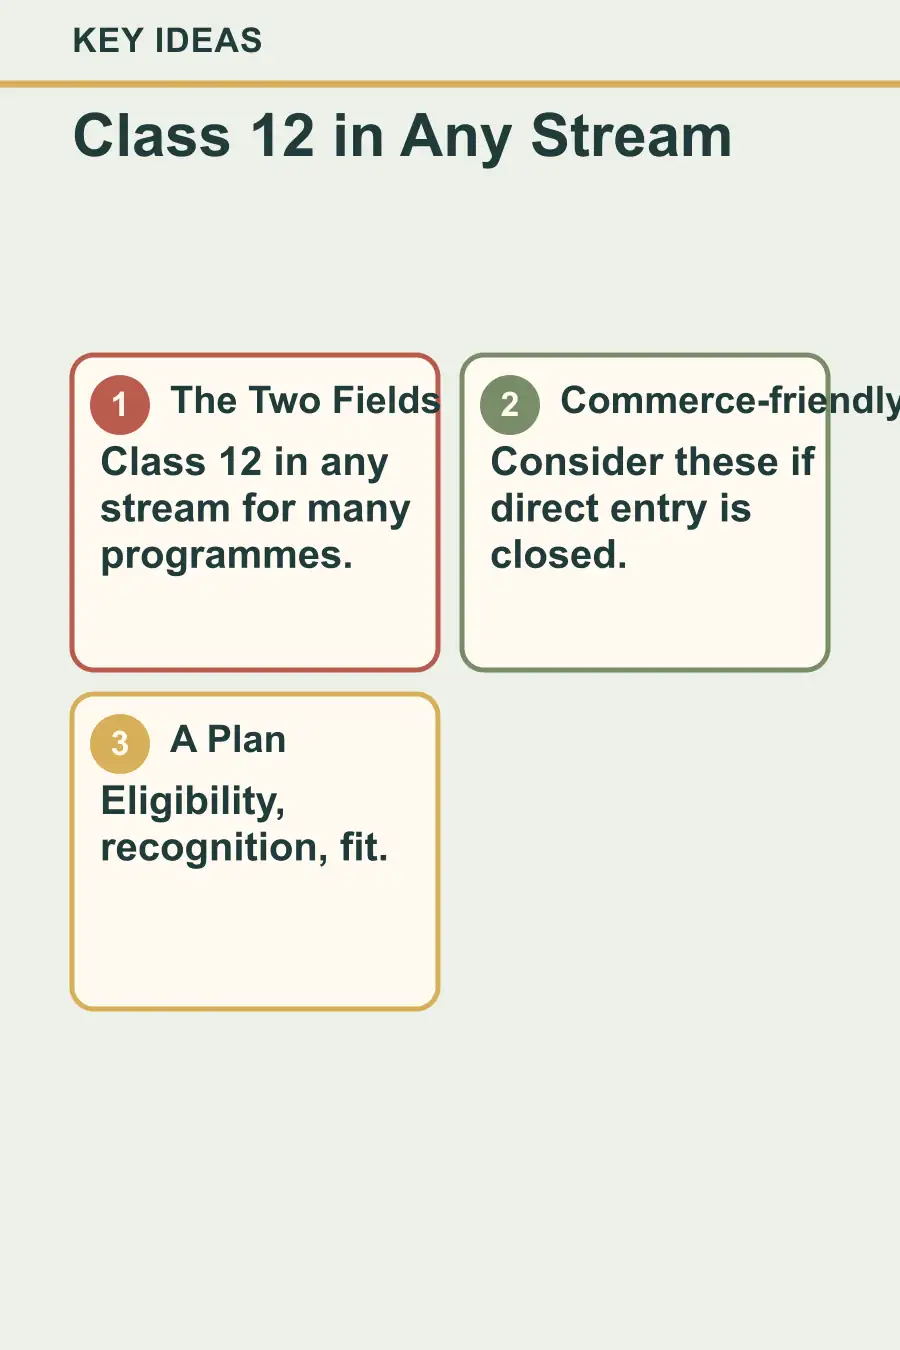 KEY IDEAS
Class 12 in Any Stream
1
The Two Fields
Class 12 in any
stream for many
programmes.
2
Commerce-friendly
Consider these if
direct entry is
closed.
3
A Plan
Eligibility,
recognition, fit.